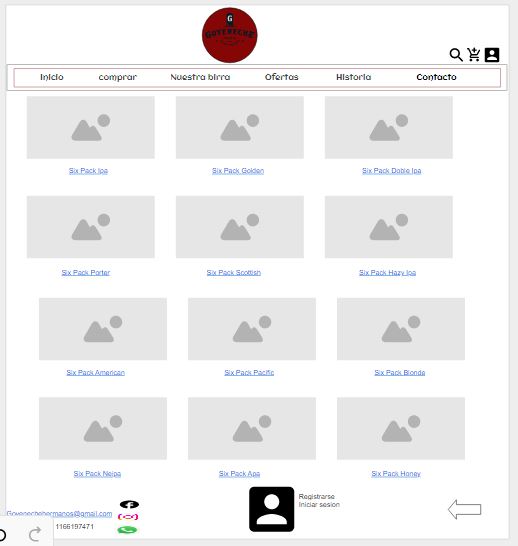 G
GOYENECHE
Inicio comprar Nuestra birra Ofertas Historia Contacto
Six Pack Ipa Six Pack Golden Six Pack Doble Ipa
Six Pack Porter Six Pack Scottish Six Pack Hazy Ipa
Six Pack American Six Pack Pacific Six Pack Blonde
Six Pack Neipa Six Pack Apa Six Pack Honey
Goyenechehermanos@gmail.com
1166197471
Registrarse
Iniciar sesion